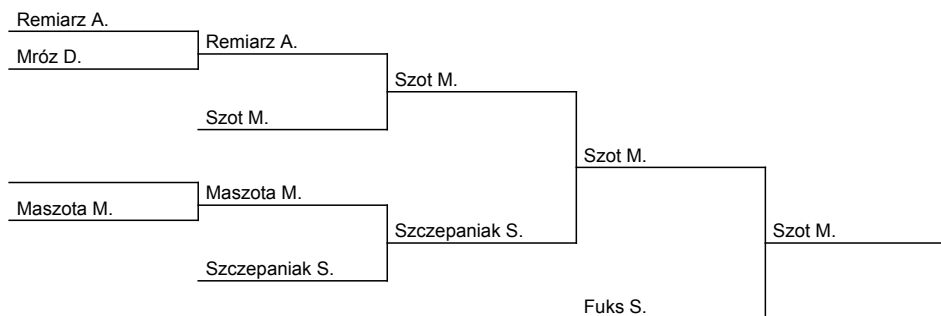 Remiarz A.
Mróz D.
Remiarz A.
Szot M.
Szot M.
Szot M.
Maszota M.
Maszota M.
Szczepaniak S.
Szczepaniak S.
Szot M.
Fuks S.